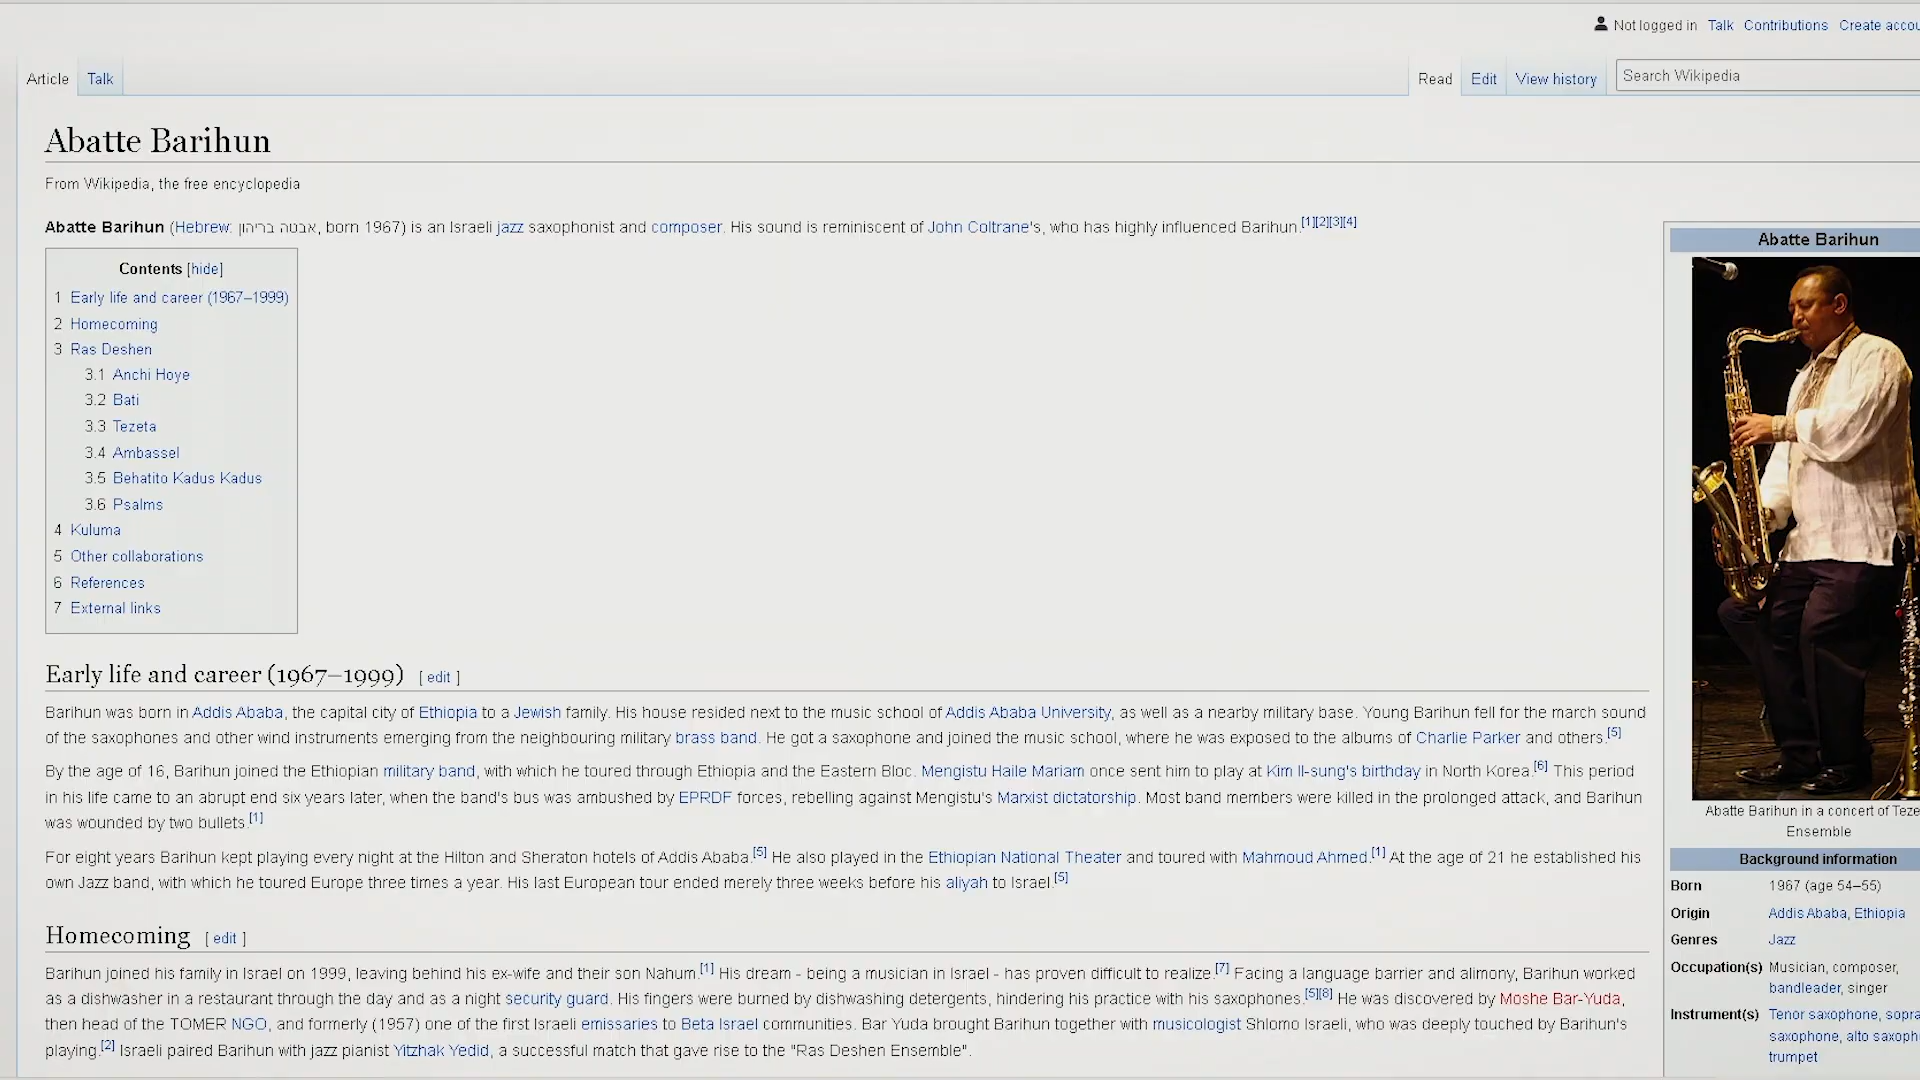 Not logged in Talk Contributions Create accou
Article Talk Read Edit View history Search Wikipedia
Abatte Barihun
From Wikipedia, the free encyclopedia
Abatte Barihun (Hebrew: אבטה בריהון, born 1967) is an Israeli jazz saxophonist and composer. His sound is reminiscent of John Coltrane's, who has highly influenced Barihun.[1][2][3][4]
Contents [hide]
1 Early life and career (1967–1999)
2 Homecoming
3 Ras Deshen
3.1 Anchi Hoye
3.2 Bati
3.3 Tezeta
3.4 Ambassel
3.5 Behatito Kadus Kadus
3.6 Psalms
4 Kuluma
5 Other collaborations
6 References
7 External links
Early life and career (1967–1999) [ edit ]
Barihun was born in Addis Ababa, the capital city of Ethiopia to a Jewish family. His house resided next to the music school of Addis Ababa University, as well as a nearby military base. Young Barihun fell for the march sound
of the saxophones and other wind instruments emerging from the neighbouring military brass band. He got a saxophone and joined the music school, where he was exposed to the albums of Charlie Parker and others.[5]
By the age of 16, Barihun joined the Ethiopian military band, with which he toured through Ethiopia and the Eastern Bloc. Mengistu Haile Mariam once sent him to play at Kim Il-sung's birthday in North Korea.[6] This period
in his life came to an abrupt end six years later, when the band's bus was ambushed by EPRDF forces, rebelling against Mengistu's Marxist dictatorship. Most band members were killed in the prolonged attack, and Barihun
was wounded by two bullets.[1]
For eight years Barihun kept playing every night at the Hilton and Sheraton hotels of Addis Ababa.[5] He also played in the Ethiopian National Theater and toured with Mahmoud Ahmed.[1] At the age of 21 he established his
own Jazz band, with which he toured Europe three times a year. His last European tour ended merely three weeks before his aliyah to Israel.[5]
Homecoming [ edit ]
Barihun joined his family in Israel on 1999, leaving behind his ex-wife and their son Nahum.[1] His dream - being a musician in Israel - has proven difficult to realize.[7] Facing a language barrier and alimony, Barihun worked
as a dishwasher in a restaurant through the day and as a night security guard. His fingers were burned by dishwashing detergents, hindering his practice with his saxophones.[5][8] He was discovered by Moshe Bar-Yuda,
then head of the TOMER NGO, and formerly (1957) one of the first Israeli emissaries to Beta Israel communities. Bar Yuda brought Barihun together with musicologist Shlomo Israeli, who was deeply touched by Barihun's
playing.[2] Israeli paired Barihun with jazz pianist Yitzhak Yedid, a successful match that gave rise to the "Ras Deshen Ensemble".
Abatte Barihun
Abatte Barihun in a concert of Teze
Ensemble
Background information
Born 1967 (age 54–55)
Origin Addis Ababa, Ethiopia
Genres Jazz
Occupation(s) Musician, composer,
bandleader, singer
Instrument(s) Tenor saxophone, sopra
saxophone, alto saxoph
trumpet